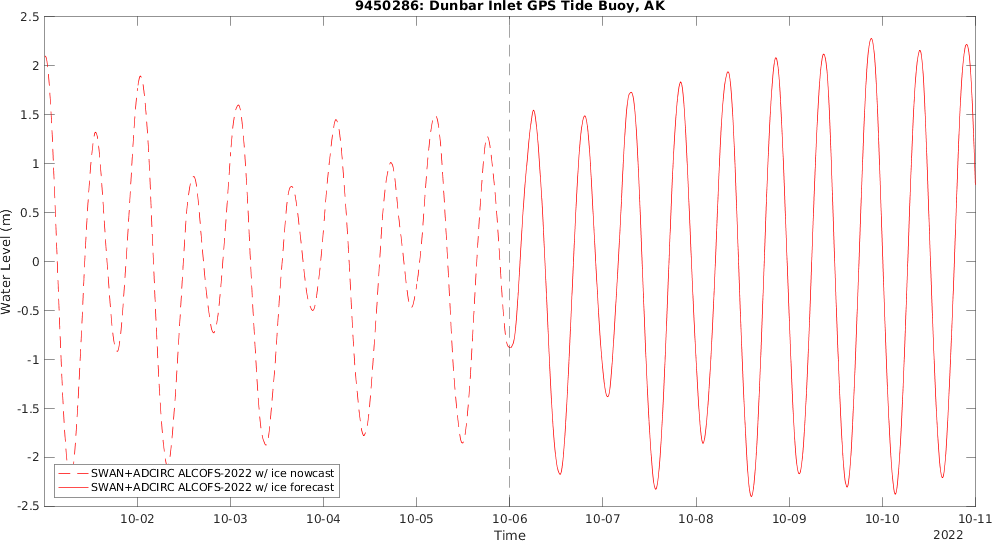 9450286: Dunbar Inlet GPS Tide Buoy, AK
2.5
2
1.5
1
0.5
0
-0.5
-1
-1.5
-2
-2.5
Water Level (m)
SWAN+ADCIRC ALCOFS-2022 w/ ice nowcast
SWAN+ADCIRC ALCOFS-2022 w/ ice forecast
10-02 10-03 10-04 10-05 10-06 10-07 10-08 10-09 10-10 10-11
Time
2022